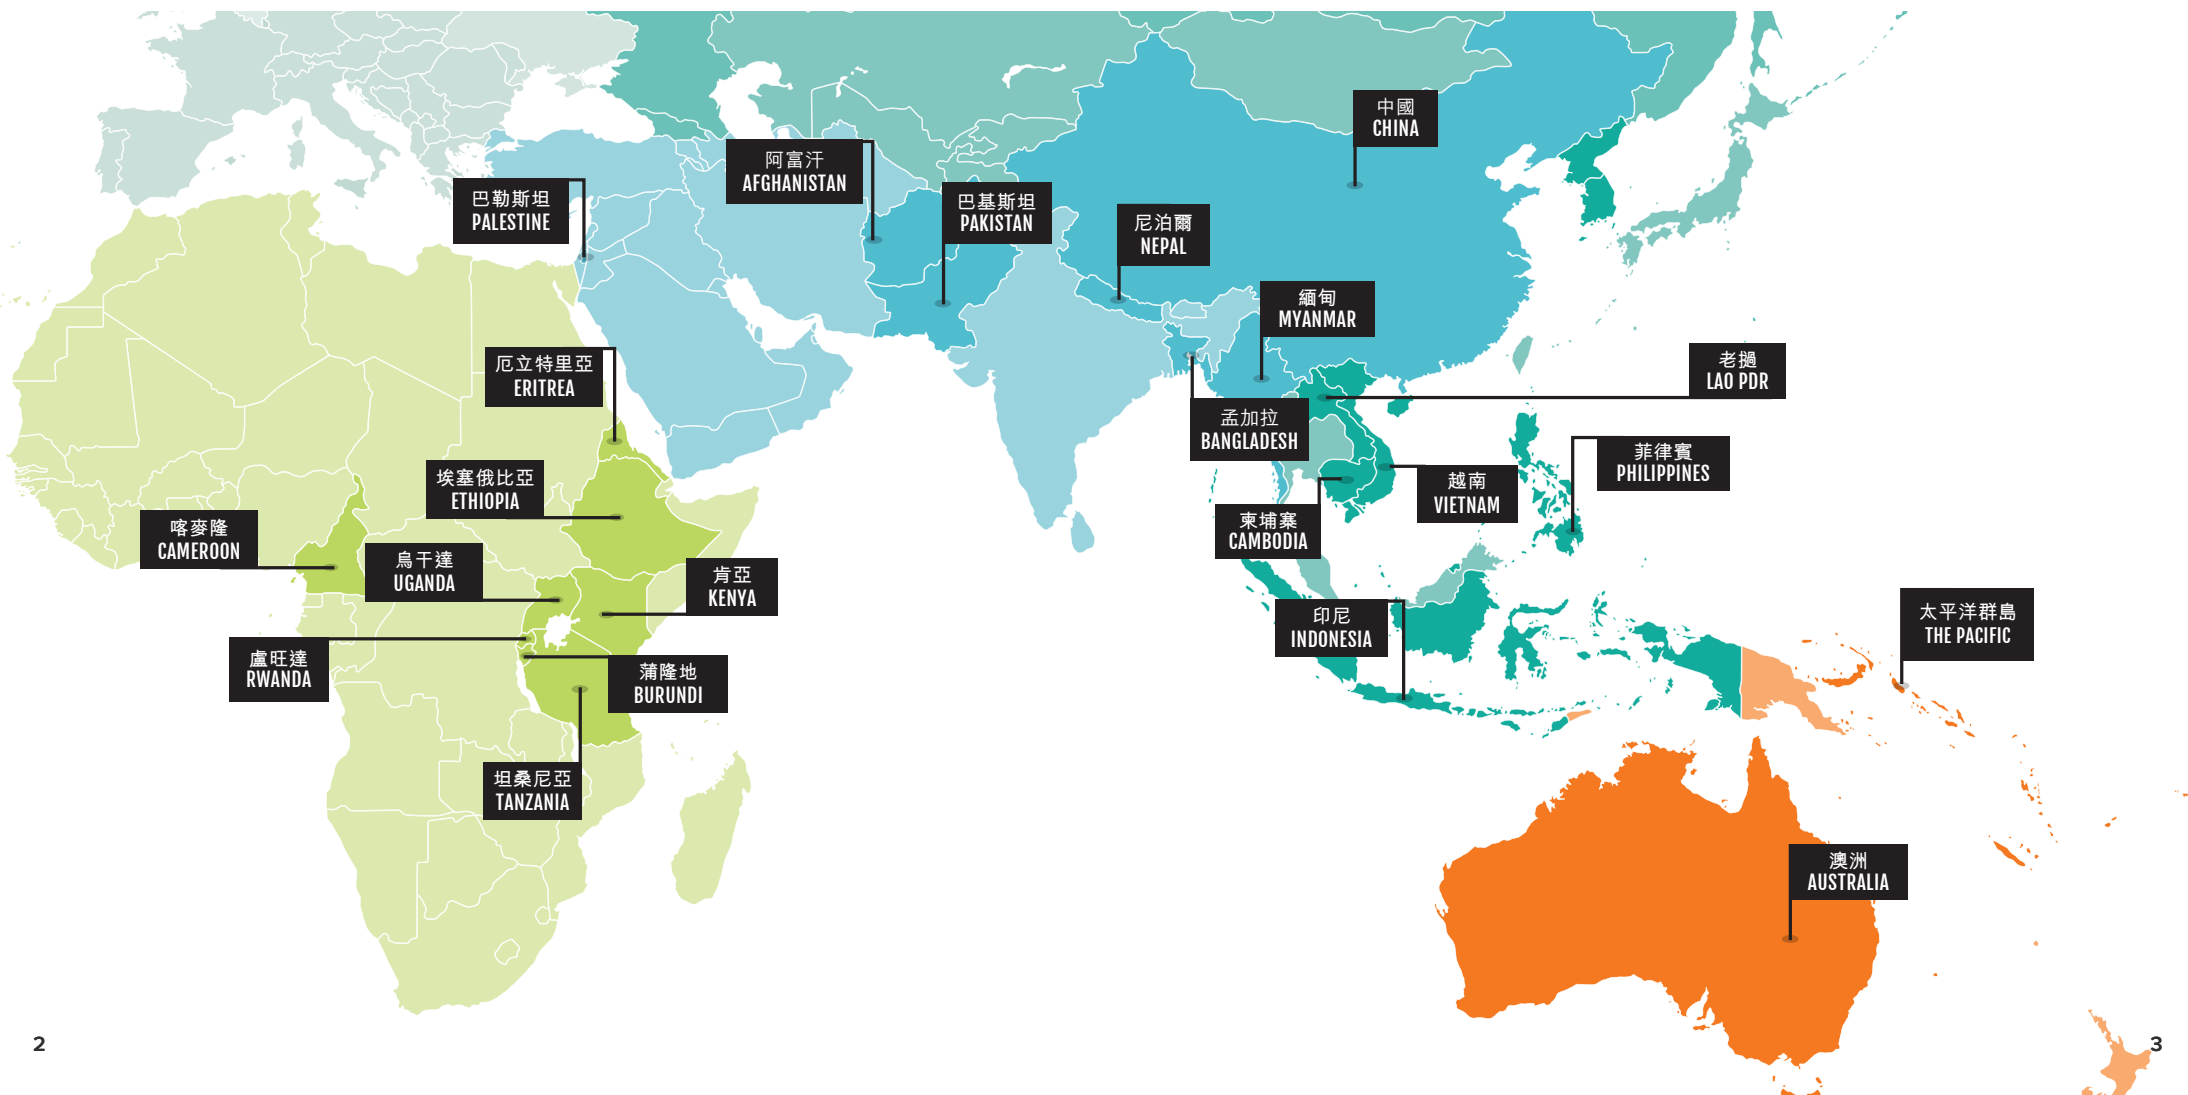 中國
CHINA
阿富汗
AFGHANISTAN
巴勒斯坦
PALESTINE
巴基斯坦
PAKISTAN
尼泊爾
NEPAL
緬甸
MYANMAR
老撾
LAO PDR
厄立特里亞
ERITREA
孟加拉
BANGLADESH
菲律賓
PHILIPPINES
埃塞俄比亞
ETHIOPIA
越南
VIETNAM
喀麥隆
CAMEROON
柬埔寨
CAMBODIA
烏干達
UGANDA
肯亞
KENYA
太平洋群島
THE PACIFIC
印尼
INDONESIA
盧旺達
RWANDA
蒲隆地
BURUNDI
坦桑尼亞
TANZANIA
澳洲
AUSTRALIA
2
3